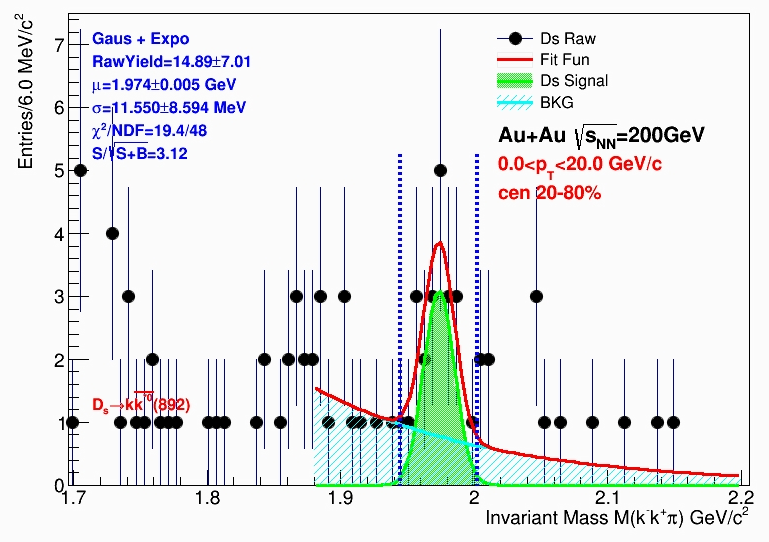 Entries/6.0 MeV/c²
7
6
5
4
3
2
1
0
Gaus + Expo
RawYield=14.89±7.01
μ=1.974±0.005 GeV
σ=11.550±8.594 MeV
χ²/NDF=19.4/48
S/√S+B=3.12
Ds Raw
Fit Fun
Ds Signal
BKG
Au+Au √s_NN=200GeV
0.0<p_T<20.0 GeV/c
cen 20-80%
D_s→kk̅*⁰(892)
1.7 1.8 1.9 2 2.1 2.2
Invariant Mass M(k⁻k⁺π) GeV/c²